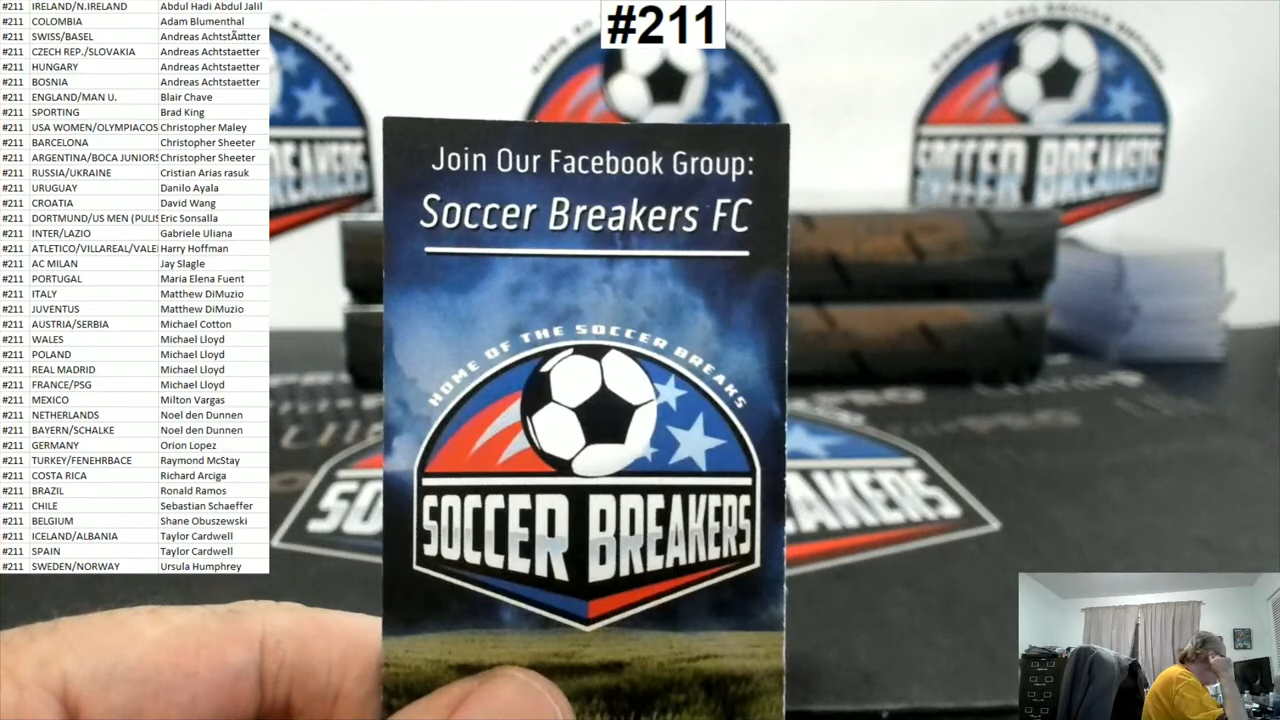 #211 IRELAND/N.IRELAND Abdul Hadi Abdul Jalil
#211 COLOMBIA Adam Blumenthal
#211 SWISS/BASEL Andreas AchstÃ¤tter
#211 CZECH REP./SLOVAKIA Andreas Achtstaetter
#211 HUNGARY Andreas Achtstaetter
#211 BOSNIA Andreas Achtstaetter
#211 ENGLAND/MAN U. Blair Chave
#211 SPORTING Brad King
#211 USA WOMEN/OLYMPIACOS Christopher Maley
#211 BARCELONA Christopher Sheeter
#211 ARGENTINA/BOCA JUNIORS Christopher Sheeter
#211 RUSSIA/UKRAINE Cristian Arias rasuk
#211 URUGUAY Danilo Ayala
#211 CROATIA David Wang
#211 DORTMUND/US MEN (PULIS Eric Sonsalla
#211 INTER/LAZIO Gabriele Uliana
#211 ATLETICO/VILLAREAL/VALE Harry Hoffman
#211 AC MILAN Jay Slagle
#211 PORTUGAL Maria Elena Fuent
#211 ITALY Matthew DiMuzio
#211 JUVENTUS Matthew DiMuzio
#211 AUSTRIA/SERBIA Michael Cotton
#211 WALES Michael Lloyd
#211 POLAND Michael Lloyd
#211 REAL MADRID Michael Lloyd
#211 FRANCE/PSG Michael Lloyd
#211 MEXICO Milton Vargas
#211 NETHERLANDS Noel den Dunnen
#211 BAYERN/SCHALKE Noel den Dunnen
#211 GERMANY Orion Lopez
#211 TURKEY/FENEHRBACE Raymond McStay
#211 COSTA RICA Richard Arciga
#211 BRAZIL Ronald Ramos
#211 CHILE Sebastian Schaeffer
#211 BELGIUM Shane Obuszewski
#211 ICELAND/ALBANIA Taylor Cardwell
#211 SPAIN Taylor Cardwell
#211 SWEDEN/NORWAY Ursula Humphrey
#211
Join Our Facebook Group:
Soccer Breakers FC
HOME OF THE SOCCER BREAKS
SOCCER BREAKERS
SOCCER BREAKERS